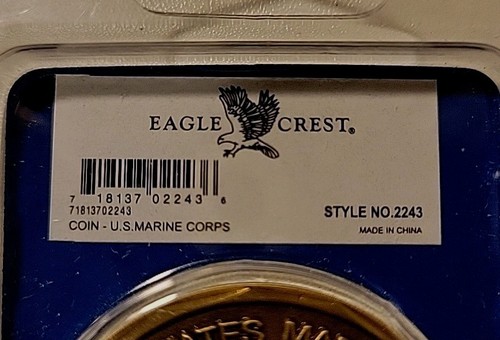 EAGLE CREST®
7 18137 02243 6
71813702243
COIN - U.S.MARINE CORPS
STYLE NO.2243
MADE IN CHINA